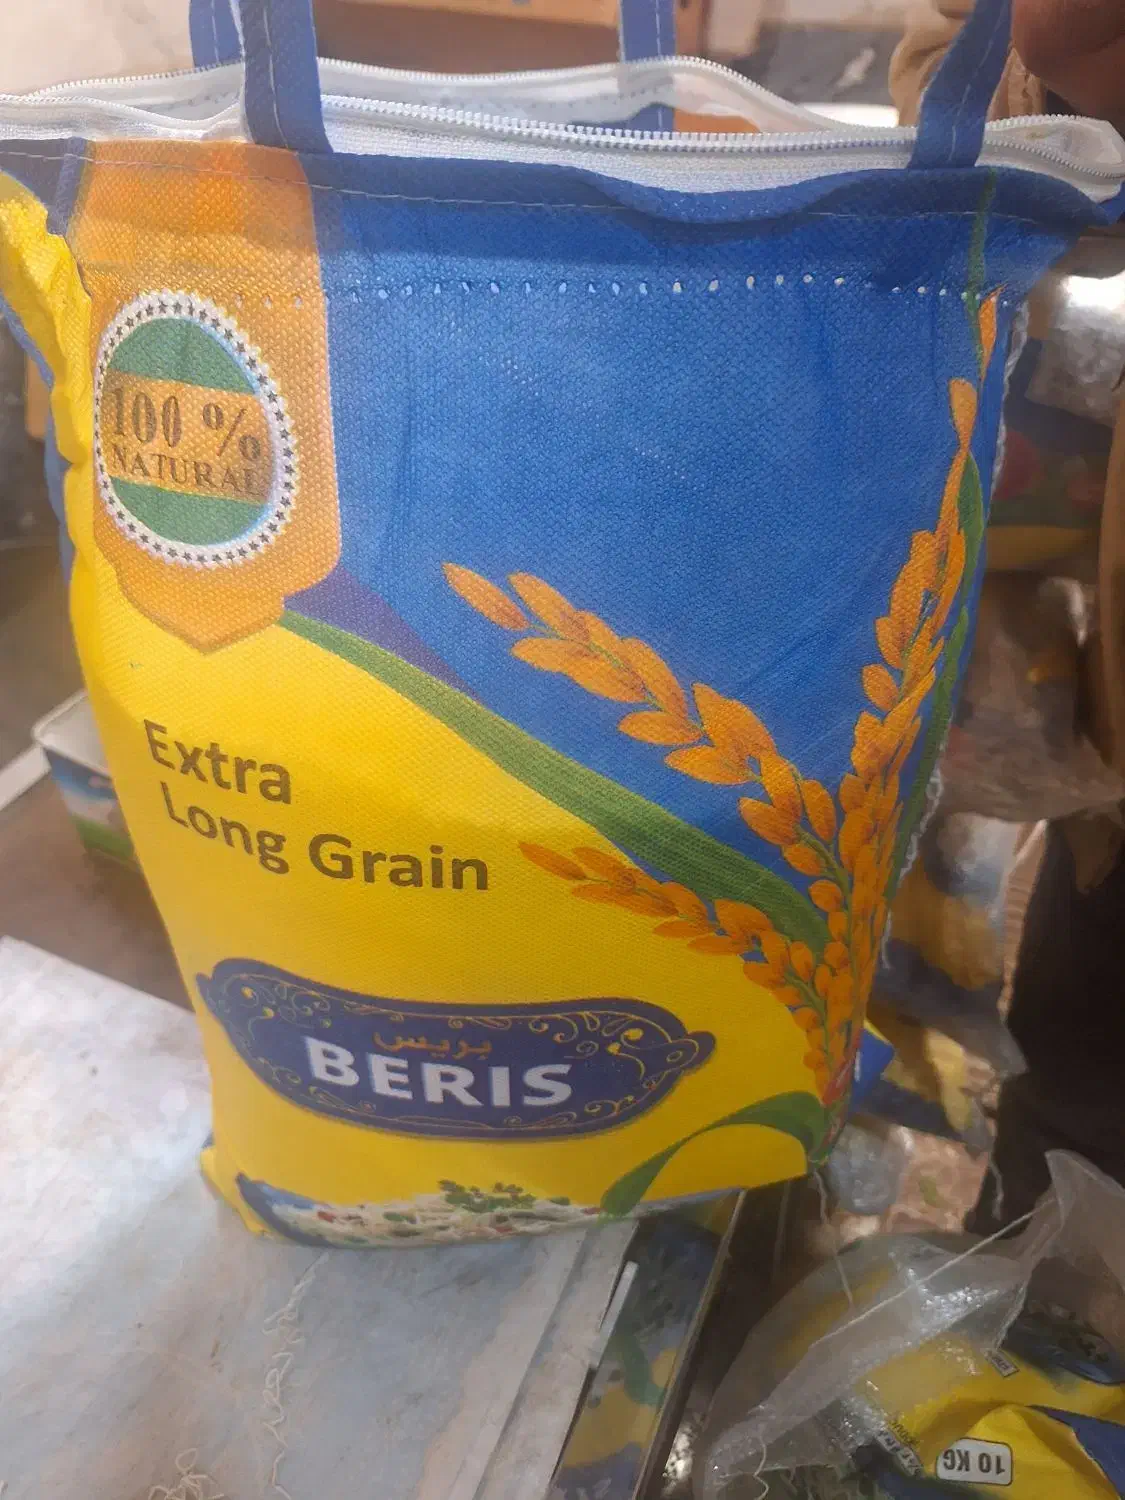 100 %
NATURAL
Extra
Long Grain
بريس
BERIS
10 KG